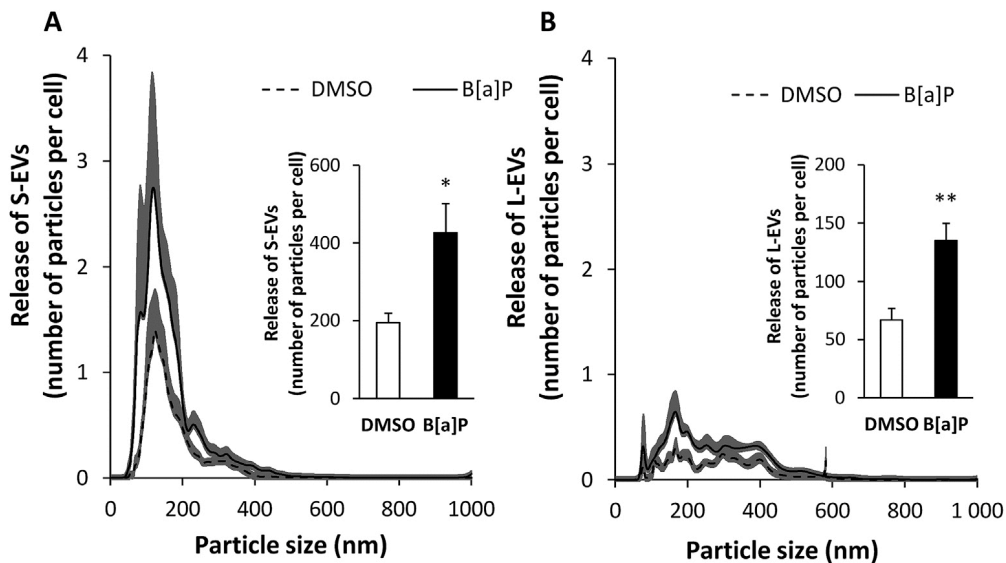 A
Release of S-EVs
(number of particles per cell)
4
3
2
1
0
DMSO
B[a]P
Release of S-EVs
(number of particles per cell)
600
400
200
0
*
DMSO B[a]P
0 200 400 600 800 1000
Particle size (nm)
B
Release of L-EVs
(number of particles per cell)
4
3
2
1
0
DMSO
B[a]P
Release of L-EVs
(number of particles per cell)
200
150
100
50
0
**
DMSO B[a]P
0 200 400 600 800 1 000
Particle size (nm)